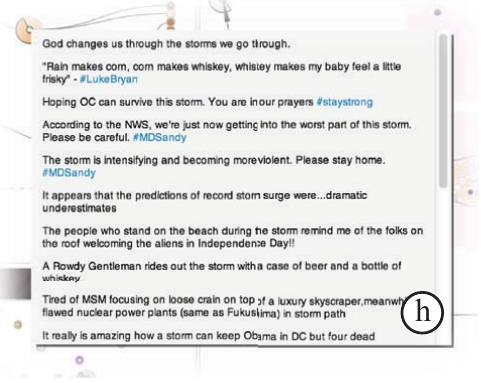 God changes us through the storms we go through.
"Rain makes corn, corn makes whiskey, whiskey makes my baby feel a little
frisky" - #LukeBryan
Hoping OC can survive this storm. You are in our prayers #staystrong
According to the NWS, we're just now getting into the worst part of this storm.
Please be careful. #MDSandy
The storm is intensifying and becoming more violent. Please stay home.
#MDSandy
It appears that the predictions of record storm surge were...dramatic
underestimates
The people who stand on the beach during the storm remind me of the folks on
the roof welcoming the aliens in Independence Day!!
A Rowdy Gentleman rides out the storm with a case of beer and a bottle of
whiskey
Tired of MSM focusing on loose crain on top of a luxury skyscraper,meanwh
flawed nuclear power plants (same as Fukushima) in storm path
It really is amazing how a storm can keep Obama in DC but four dead
h